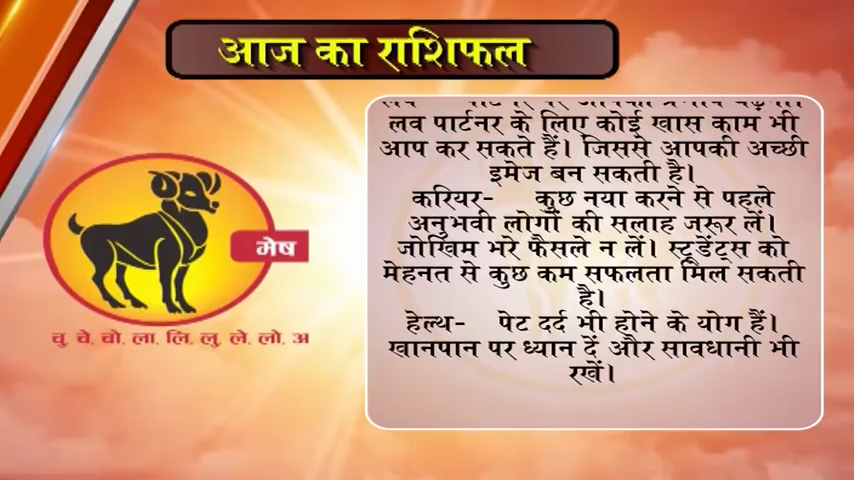 आज का राशिफल
लव पार्टनर के लिए कोई खास काम भी
आप कर सकते हैं। जिससे आपकी अच्छी
इमेज बन सकती है।
करियर- कुछ नया करने से पहले
अनुभवी लोगों की सलाह जरूर लें।
जोखिम भरे फैसले न लें। स्टूडेंट्स को
मेहनत से कुछ कम सफलता मिल सकती
है।
हेल्थ- पेट दर्द भी होने के योग हैं।
खानपान पर ध्यान दें और सावधानी भी
रखें।
मेष
चु चे, चो, ला, लि, लु ले, लो, अ